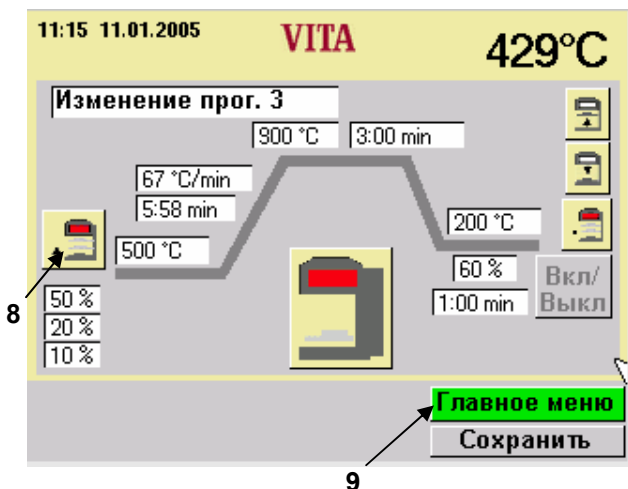 11:15 11.01.2005
VITA
429°C
Изменение прог. 3
900 °C
3:00 min
67 °C/min
5:58 min
500 °C
200 °C
60 %
1:00 min
Вкл/
Выкл
50 %
20 %
10 %
8
Главное меню
Сохранить
9